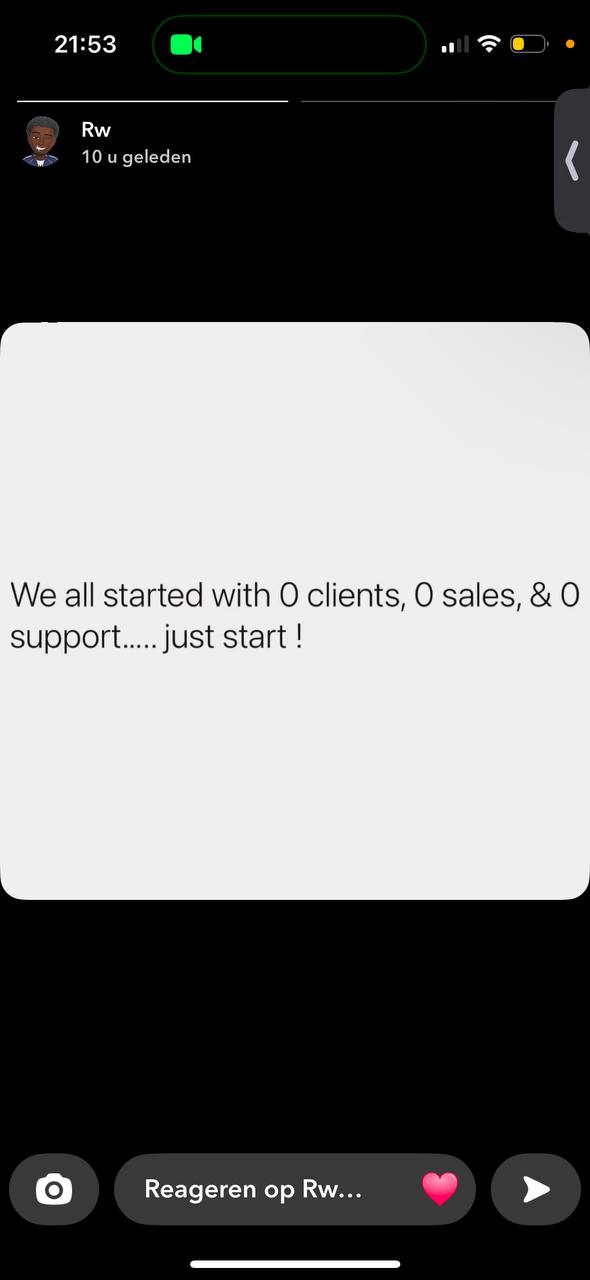 21:53
Rw
10 u geleden
We all started with 0 clients, 0 sales, & 0
support..... just start !
Reageren op Rw...